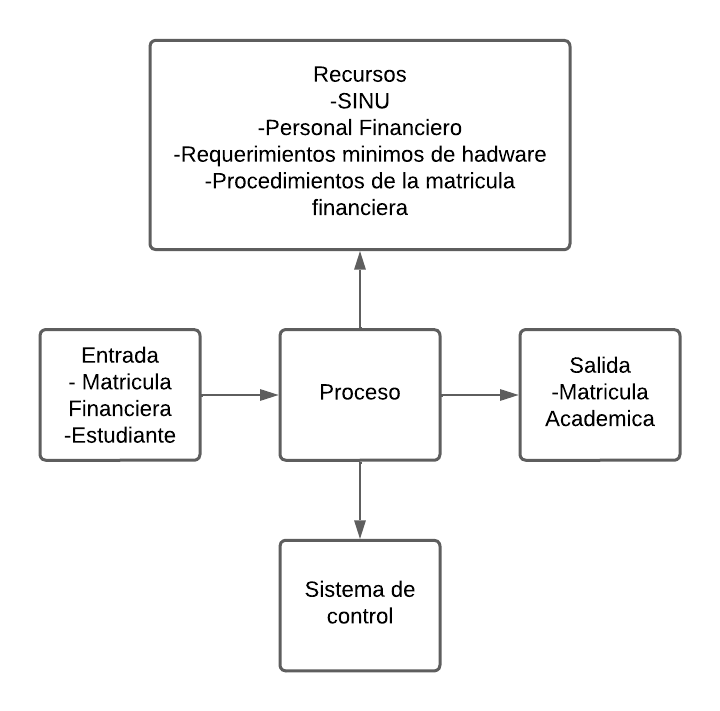 Recursos
-SINU
-Personal Financiero
-Requerimientos minimos de hadware
-Procedimientos de la matricula
financiera
Entrada
- Matricula
Financiera
-Estudiante
Proceso
Salida
-Matricula
Academica
Sistema de
control